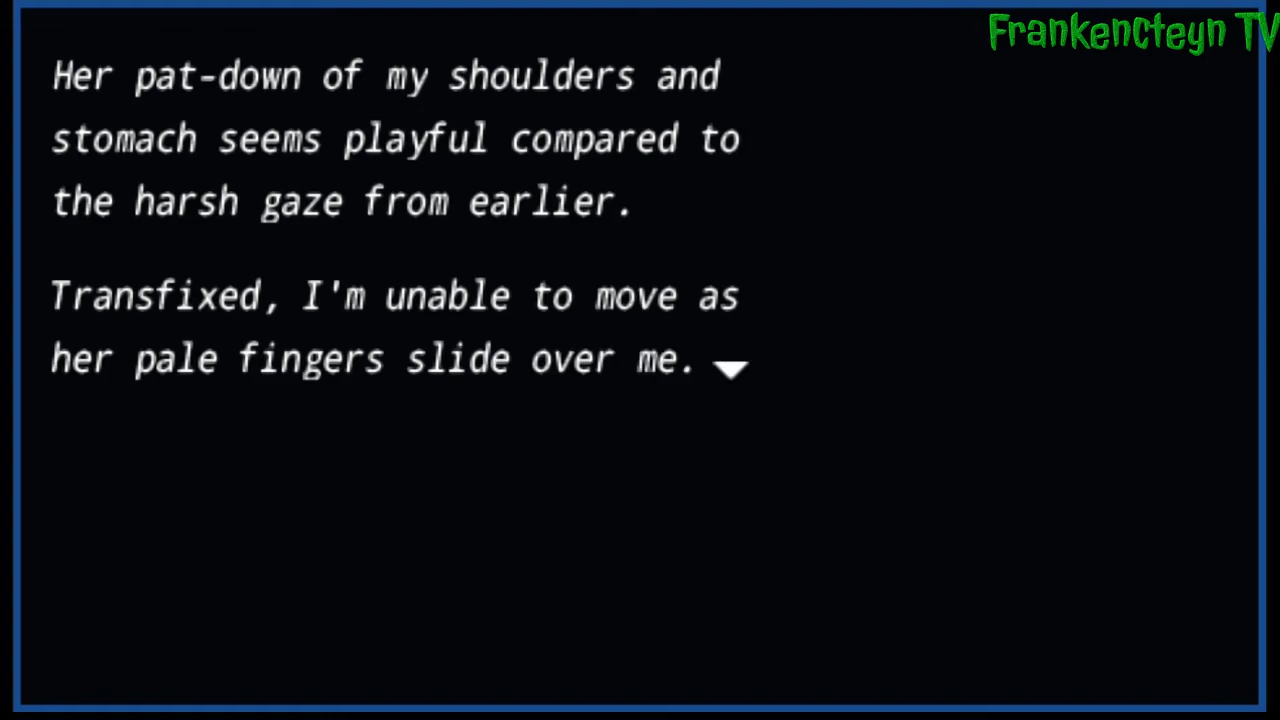 Frankencteyn TV
Her pat-down of my shoulders and
stomach seems playful compared to
the harsh gaze from earlier.
Transfixed, I'm unable to move as
her pale fingers slide over me.